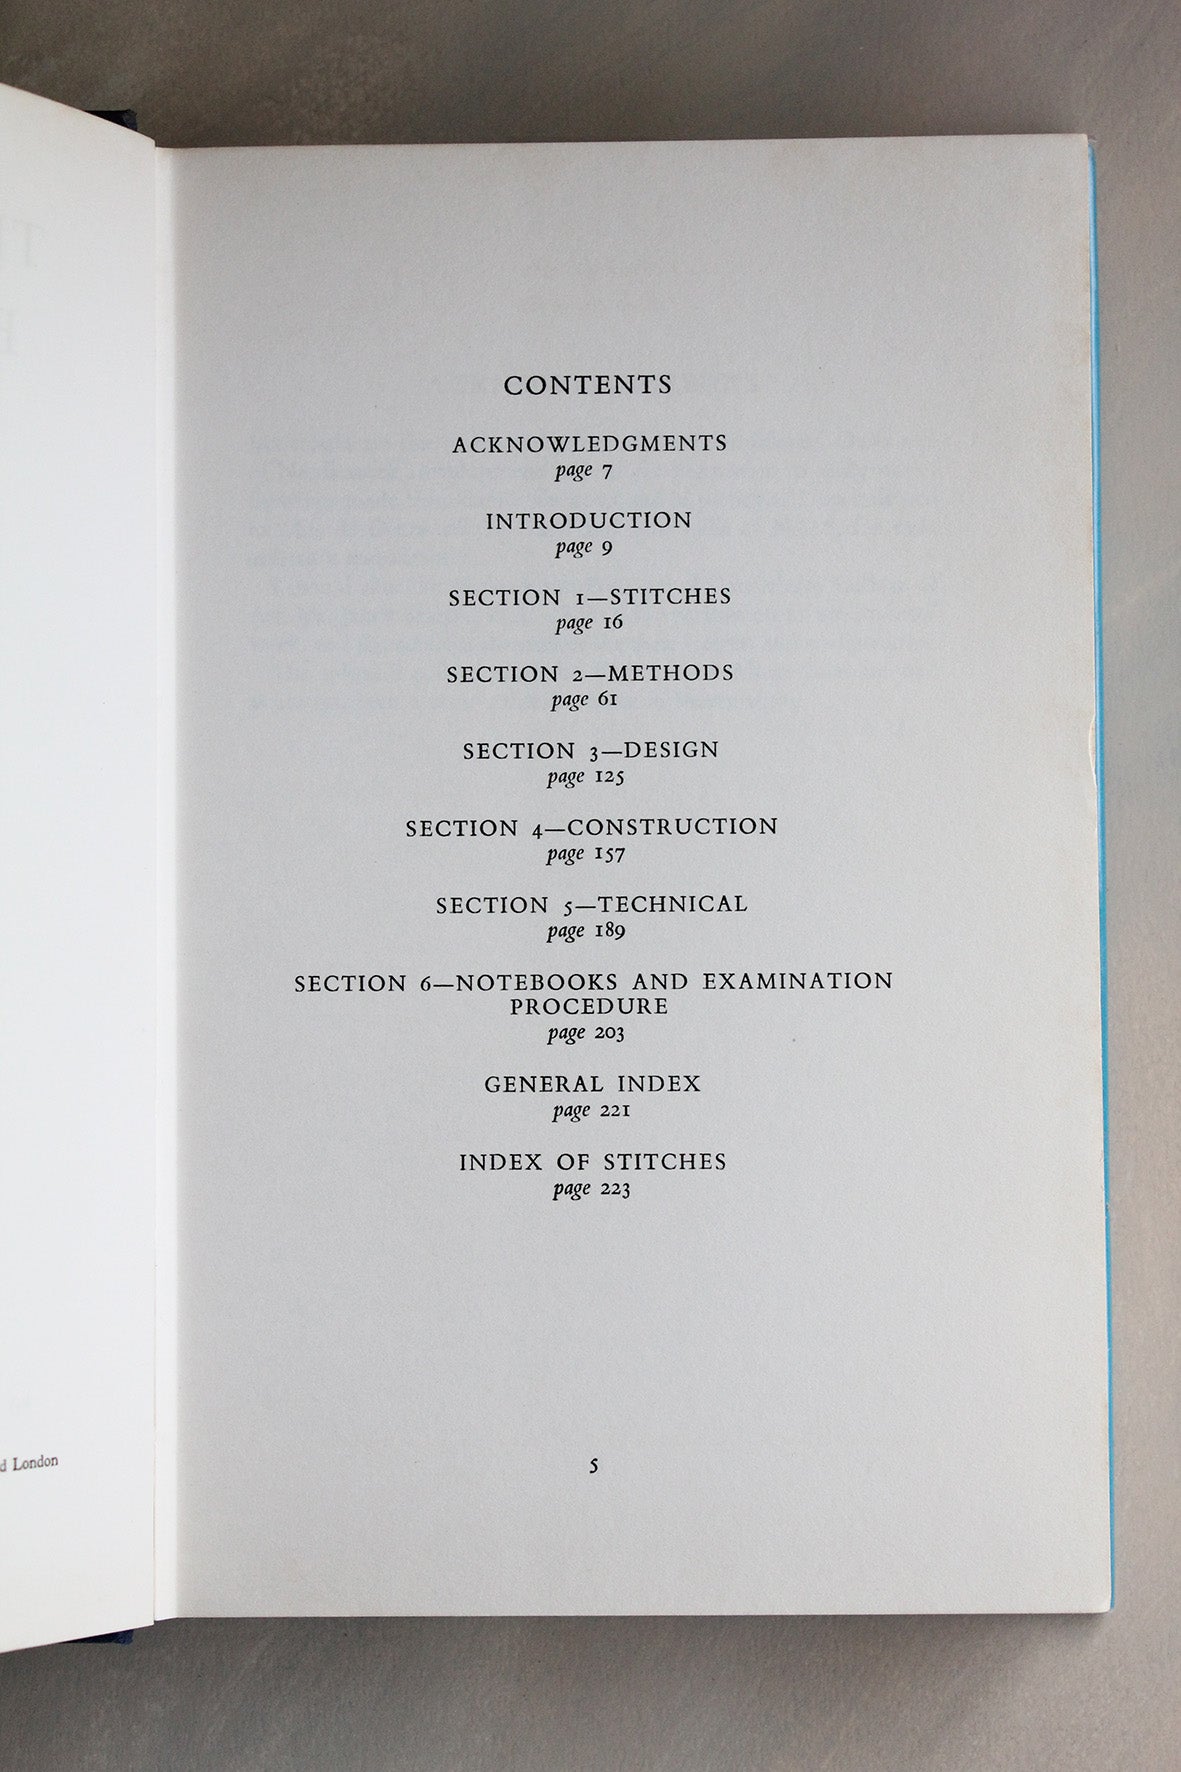 CONTENTS
ACKNOWLEDGMENTS
page 7
INTRODUCTION
page 9
SECTION 1—STITCHES
page 16
SECTION 2—METHODS
page 61
SECTION 3—DESIGN
page 125
SECTION 4—CONSTRUCTION
page 157
SECTION 5—TECHNICAL
page 189
SECTION 6—NOTEBOOKS AND EXAMINATION
PROCEDURE
page 203
GENERAL INDEX
page 221
INDEX OF STITCHES
page 223
5
d London